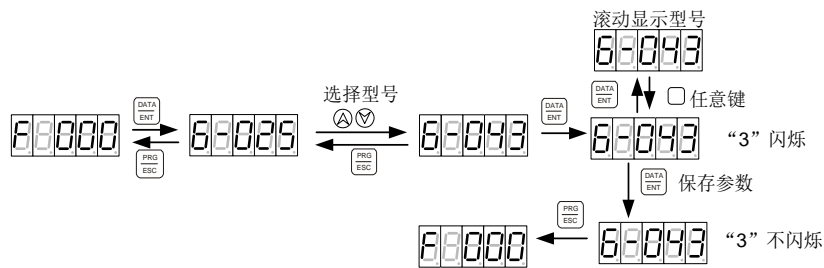 滚动显示型号
6-043
DATA
ENT
任意键
选择型号
DATA
ENT
DATA
ENT
F 000
6-025
6-043
6-043
“3”闪烁
PRG
ESC
PRG
ESC
DATA
ENT
保存参数
PRG
ESC
F 000
6-043
“3”不闪烁